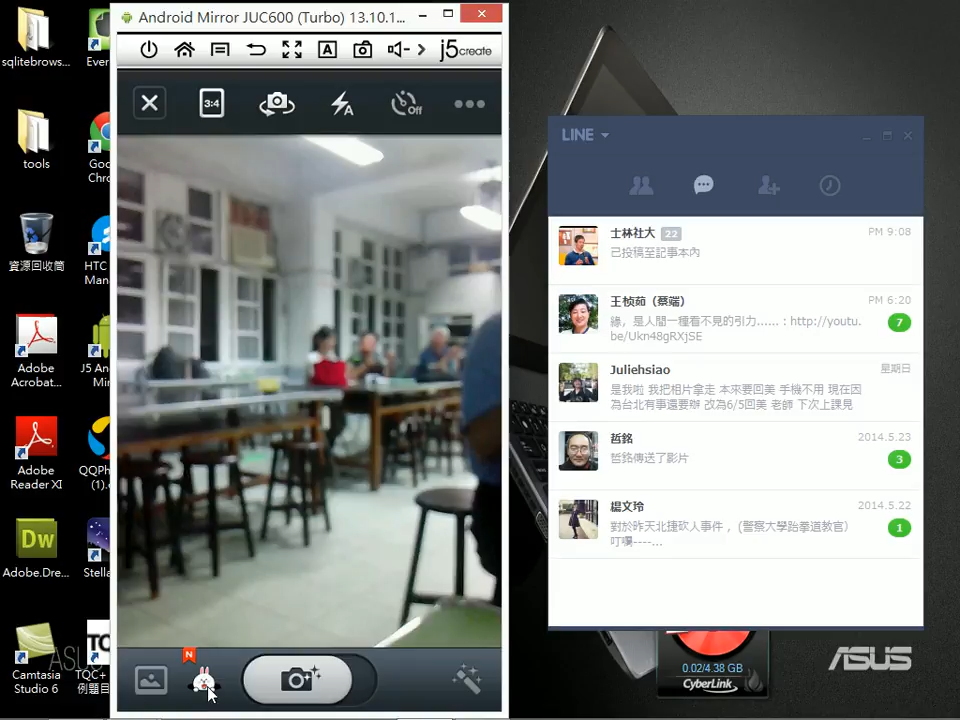 Android Mirror JUC600 (Turbo) 13.10.1...
A
j5create
3:4
A
Off
N
sqlitebrows...
Ever
tools
Goo
Chro
資源回收筒
HTC
Man
Adobe
Acrobat...
J5 And
Mir
Adobe
Reader XI
QQPh
(1).e
Dw
Adobe.Dre...
Stella
Camtasia
Studio 6
TQC+
例題目
LINE
士林社大 22
PM 9:08
已投稿至記事本內
王桢茹（蔡端）
PM 6:20
緣，是人間一種看不見的引力......：http://youtu.
be/Ukn48gRXjSE
7
Juliehsiao
星期日
是我啦 我把相片拿走 本來要回美 手機不用 現在因
為台北有事還要辦 改為6/5回美 老師 下次上課見
哲銘
2014.5.23
哲銘傳送了影片
3
楊文玲
2014.5.22
對於昨天北捷砍人事件，(警察大學跆拳道教官)
叮嚀----...
1
0.02/4.38 GB
CyberLink
ASUS